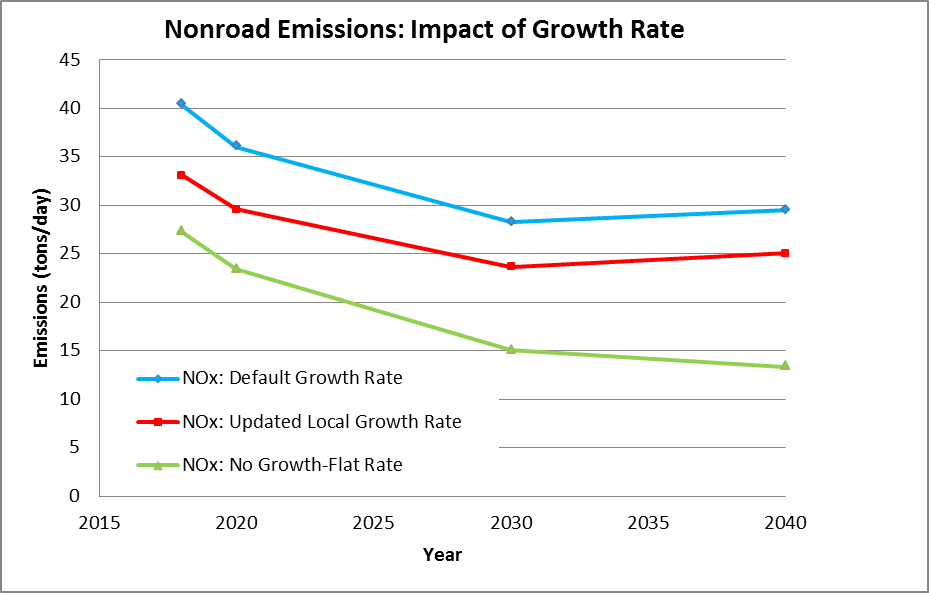 Nonroad Emissions: Impact of Growth Rate
45
40
35
30
25
20
15
10
5
0
Emissions (tons/day)
NOx: Default Growth Rate
NOx: Updated Local Growth Rate
NOx: No Growth-Flat Rate
2015 2020 2025 2030 2035 2040
Year